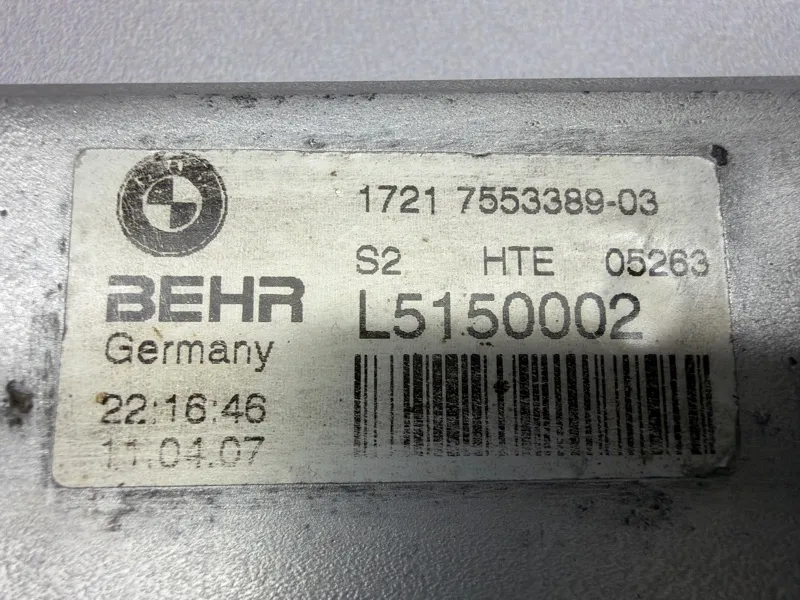 1721 7553389-03
S2 HTE 05263
BEHR
L5150002
Germany
22:16:46
11.04.07